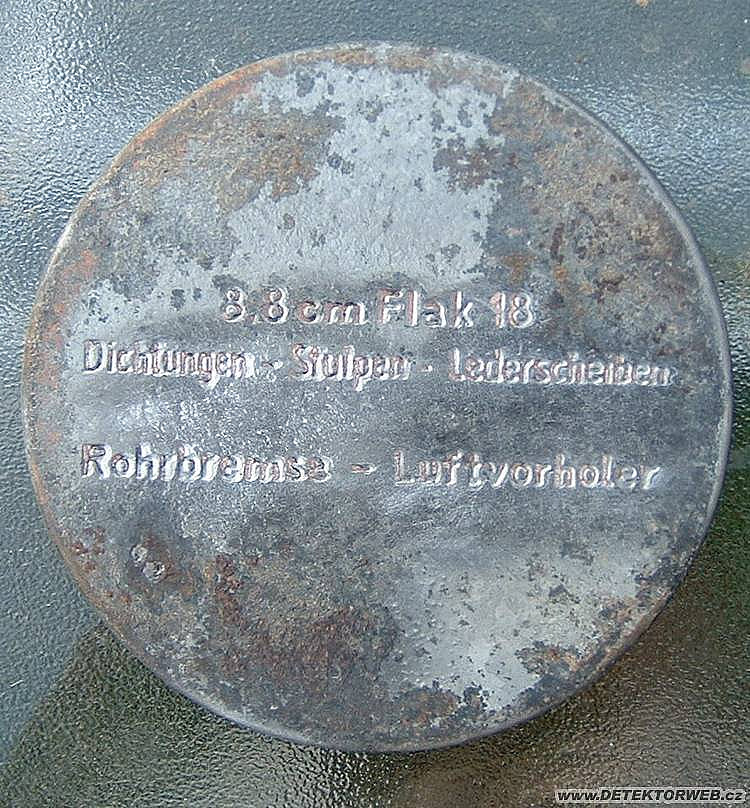 8.8 cm Flak 18
Dichtungen - Stulpen - Lederscheiben
Rohrbremse - Luftvorholer
www.DETEKTORWEB.cz